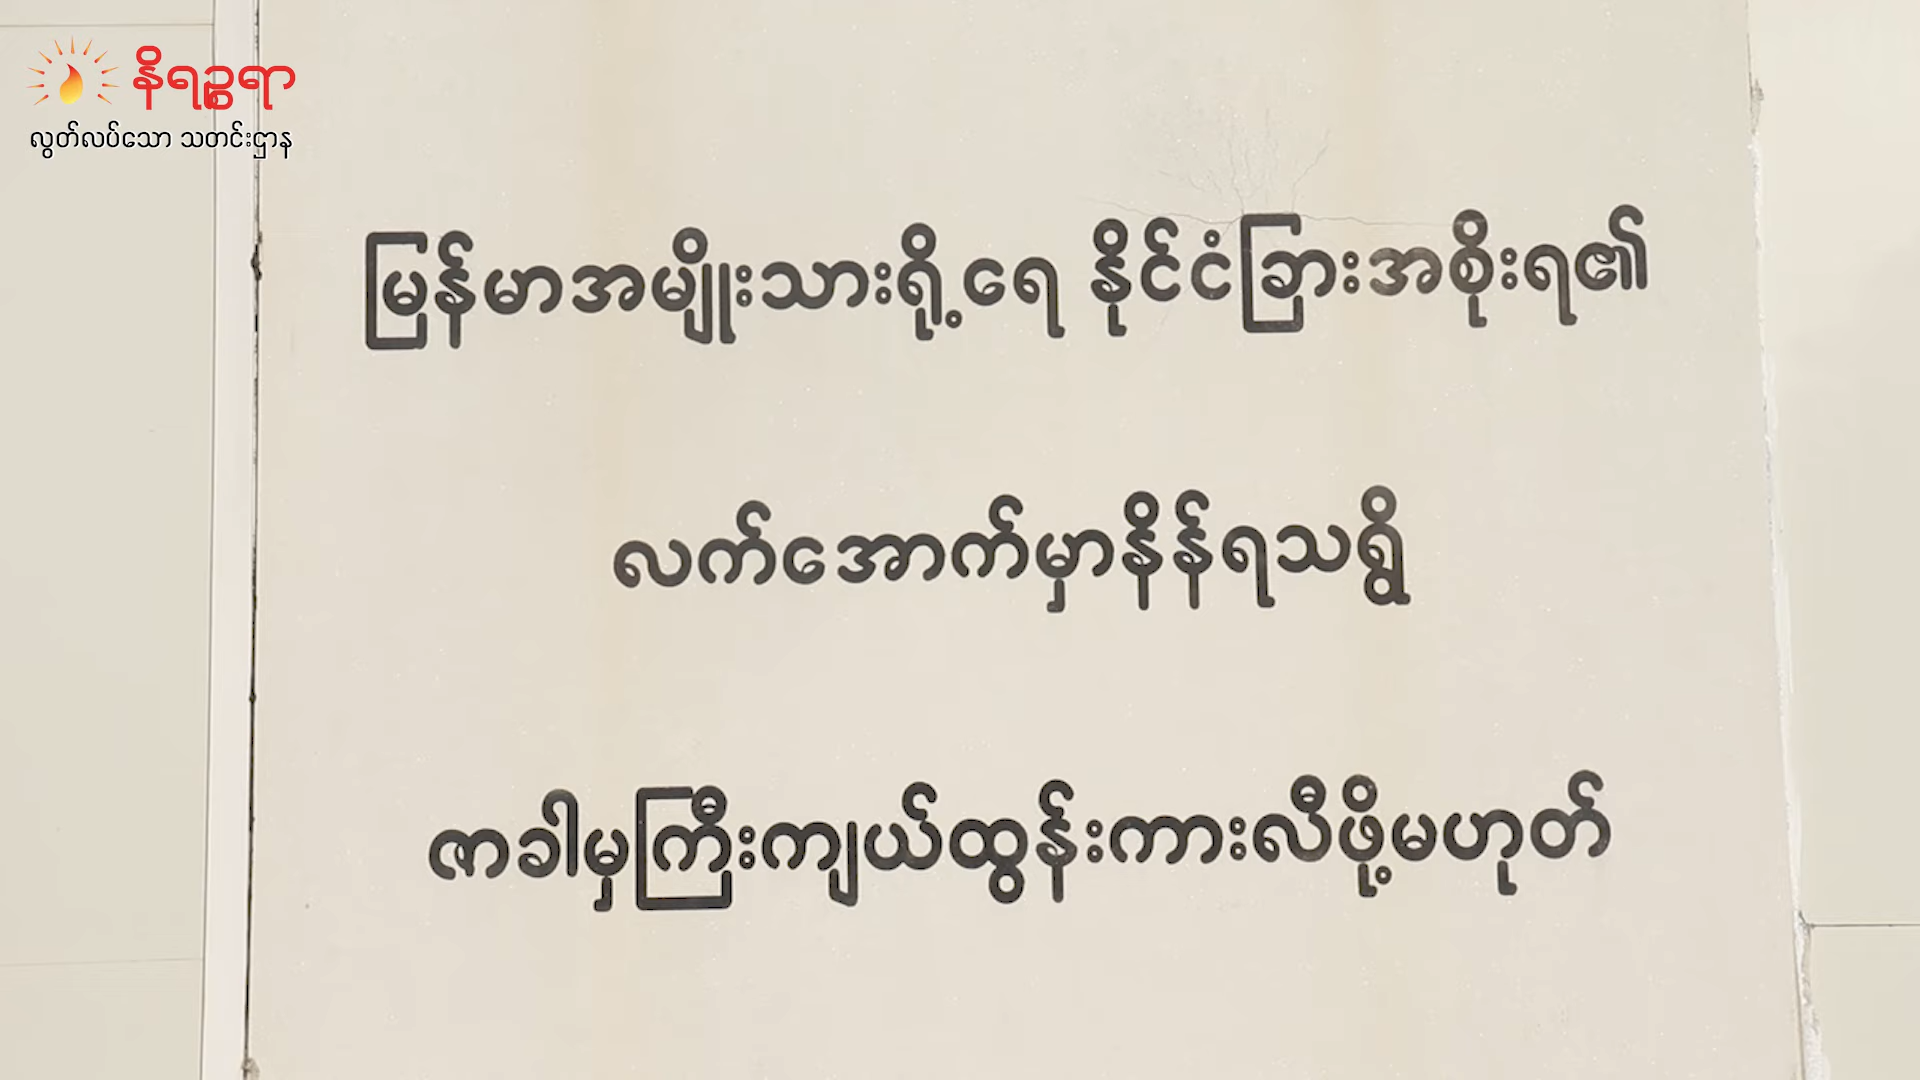 နိရဉ္စရာ
လွတ်လပ်သော သတင်းဌာန
မြန်မာအမျိုးသားရို့ရေ နိုင်ငံခြားအစိုးရ၏
လက်အောက်မှာနိန်ရသရွို့
ဇာခါမှကြီးကျယ်ထွန်းကားလီဖို့မဟုတ်